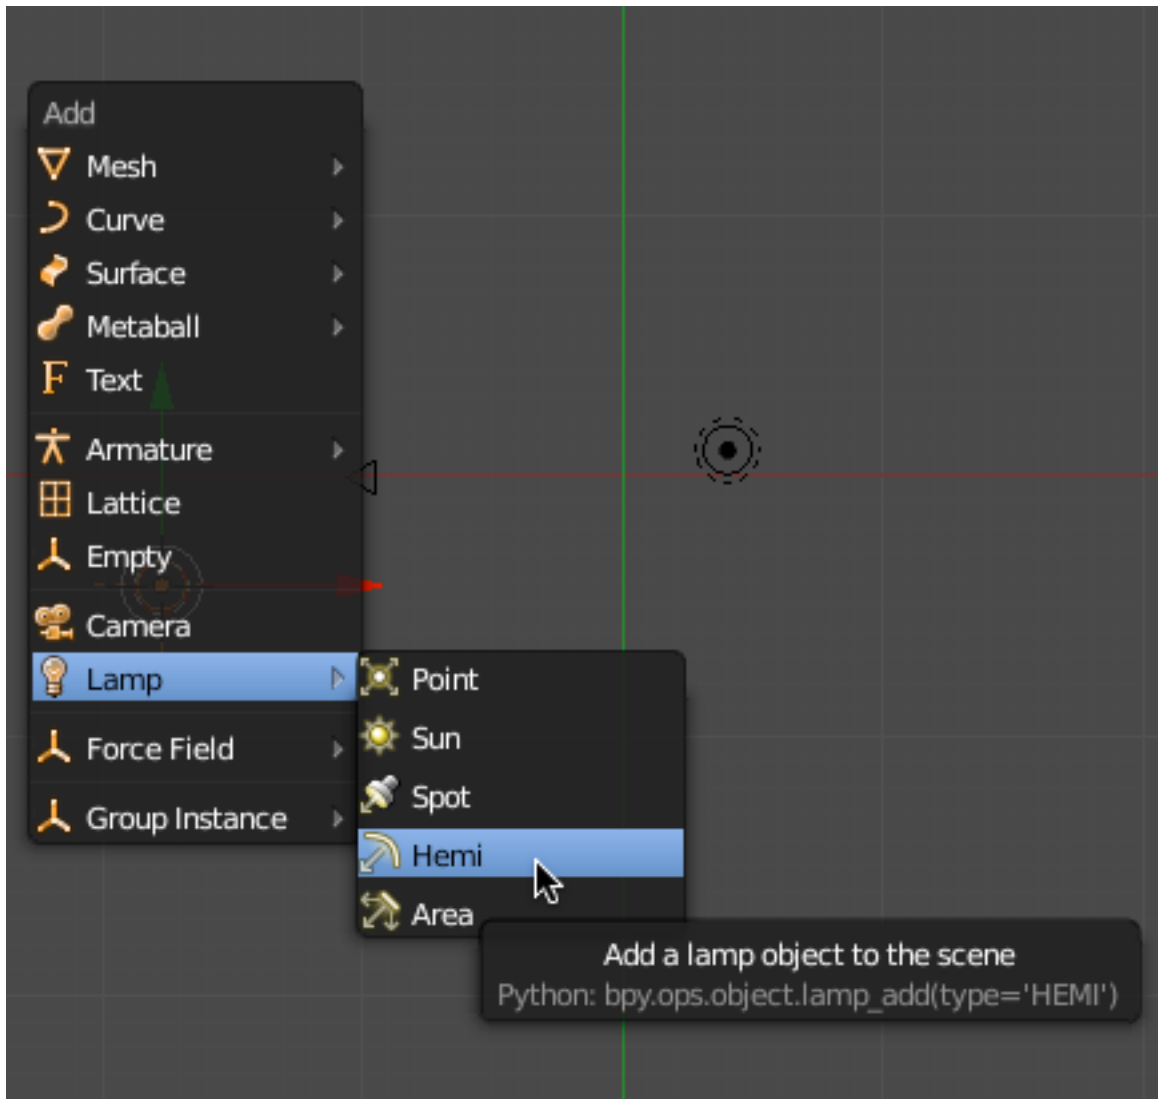 Add
Mesh
Curve
Surface
Metaball
Text
Armature
Lattice
Empty
Camera
Lamp
Force Field
Group Instance
Point
Sun
Spot
Hemi
Area
Add a lamp object to the scene
Python: bpy.ops.object.lamp_add(type='HEMI')